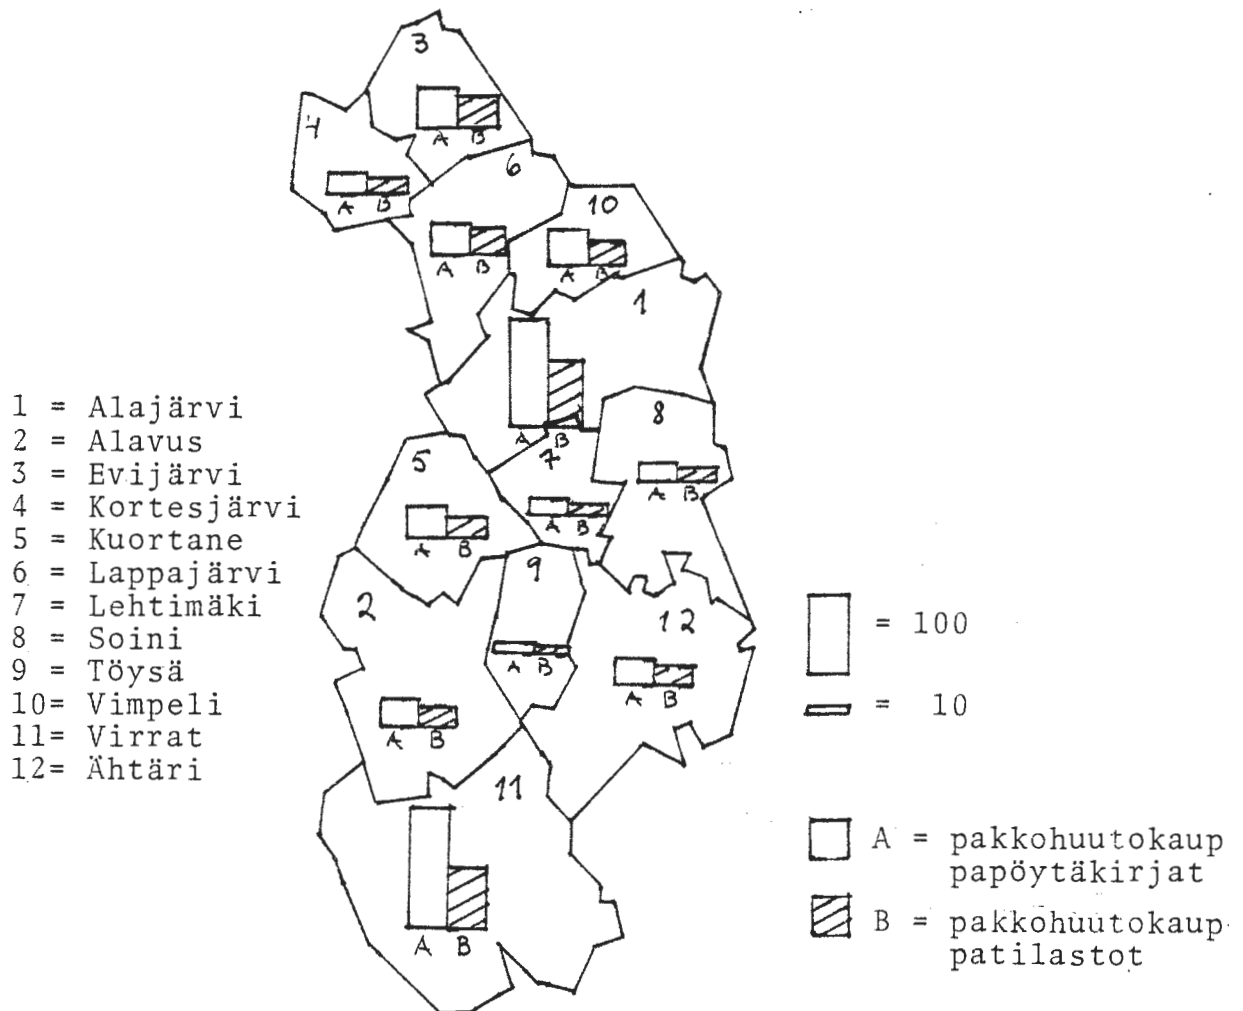 3
A B
4
A B
6
A B
10
A B
1
A B
1 = Alajärvi
2 = Alavus
3 = Evijärvi
4 = Kortesjärvi
5 = Kuortane
6 = Lappajärvi
7 = Lehtimäki
8 = Soini
9 = Töysä
10= Vimpeli
11= Virrat
12= Ähtäri
8
A B
7
A B
5
A B
9
A B
2
A B
12
A B
11
A B
= 100
= 10
A = pakkohuutokaup
papöytäkirjat
B = pakkohuutokaup
patilastot